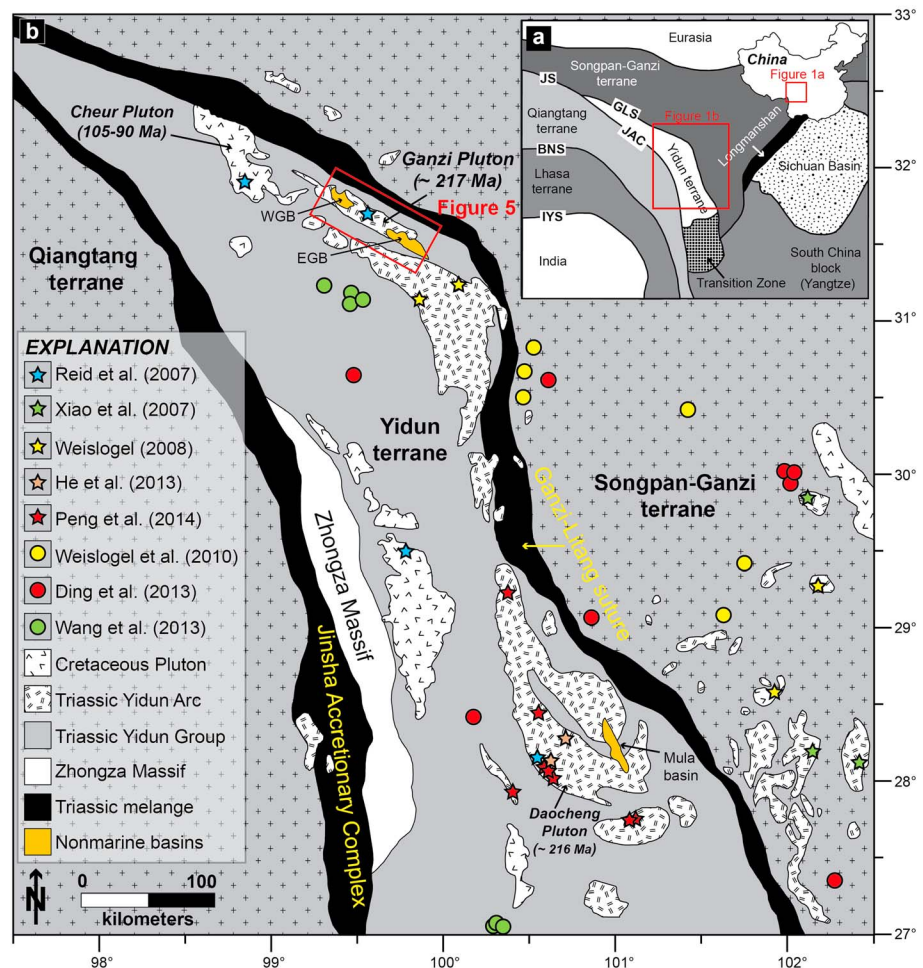 b
Cheur Pluton
(105-90 Ma)
Ganzi Pluton
(~ 217 Ma)
WGB
Figure 5
EGB
Qiangtang
terrane
Yidun
terrane
Songpan-Ganzi
terrane
Ganzi-Litang suture
Zhongza Massif
Jinsha Accretionary Complex
Mula
basin
Daocheng
Pluton
(~ 216 Ma)
a
Eurasia
China
Songpan-Ganzi
terrane
Figure 1a
JS
GLS
Figure 1b
Qiangtang
terrane
JAC
Longmanshan
BNS
Yidun terrane
Sichuan Basin
Lhasa
terrane
IYS
India
South China
block
(Yangtze)
Transition Zone
EXPLANATION
Reid et al. (2007)
Xiao et al. (2007)
Weislogel (2008)
He et al. (2013)
Peng et al. (2014)
Weislogel et al. (2010)
Ding et al. (2013)
Wang et al. (2013)
Cretaceous Pluton
Triassic Yidun Arc
Triassic Yidun Group
Zhongza Massif
Triassic melange
Nonmarine basins
N
0 100
kilometers
33°
32°
31°
30°
29°
28°
27°
98° 99° 100° 101° 102°